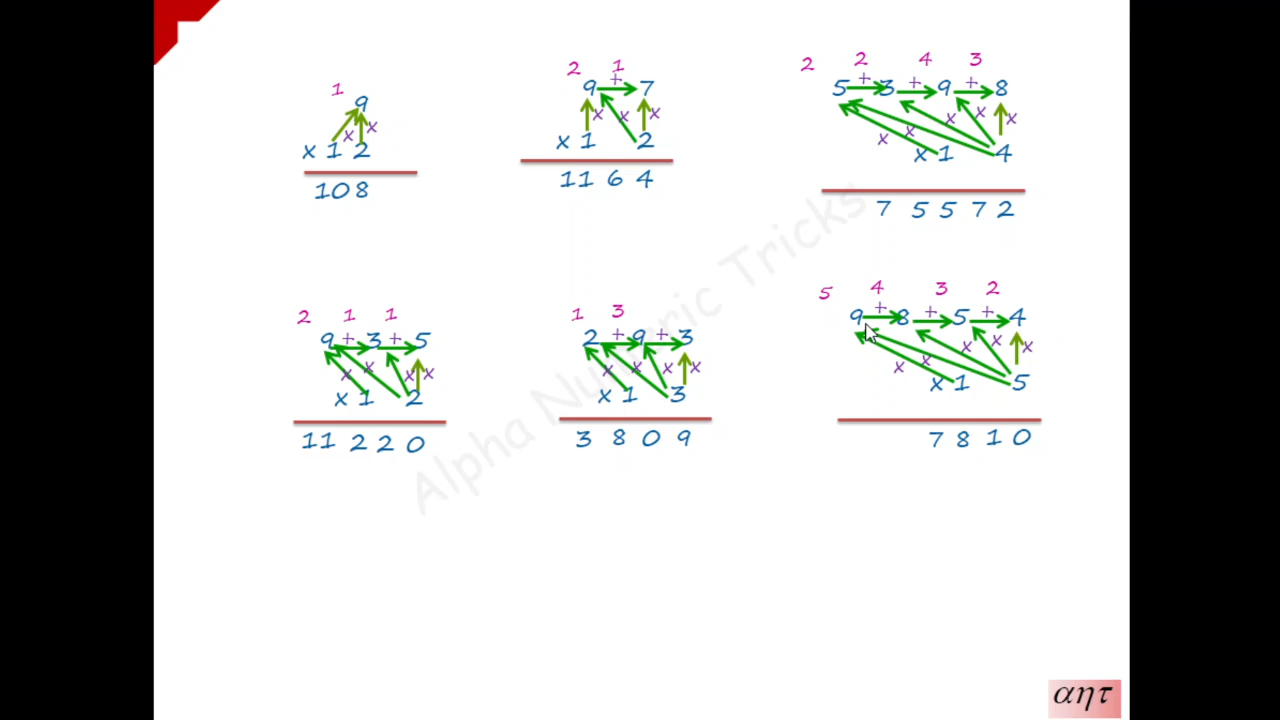 1
9
x 1 2
108
2 1
+
9 7
x x x
x 1 2
11 6 4
2 2 4 3
+ + +
5 3 9 8
x x x x x
x 1 4
7 5 5 7 2
2 1 1
+ +
9 3 5
x x x x
x 1 2
11 2 2 0
1 3
+ +
2 9 3
x x x x
x 1 3
3 8 0 9
5 4 3 2
+ + +
9 8 5 4
x x x x x
x 1 5
7 8 1 0
Alpha Numeric Tricks
αητ